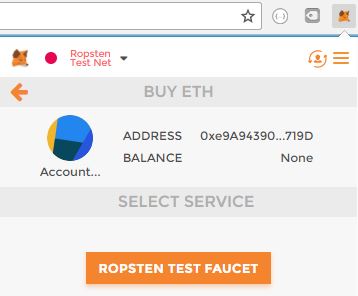 Ropsten
Test Net
BUY ETH
ADDRESS 0xe9A94390...719D
BALANCE None
Account...
SELECT SERVICE
ROPSTEN TEST FAUCET